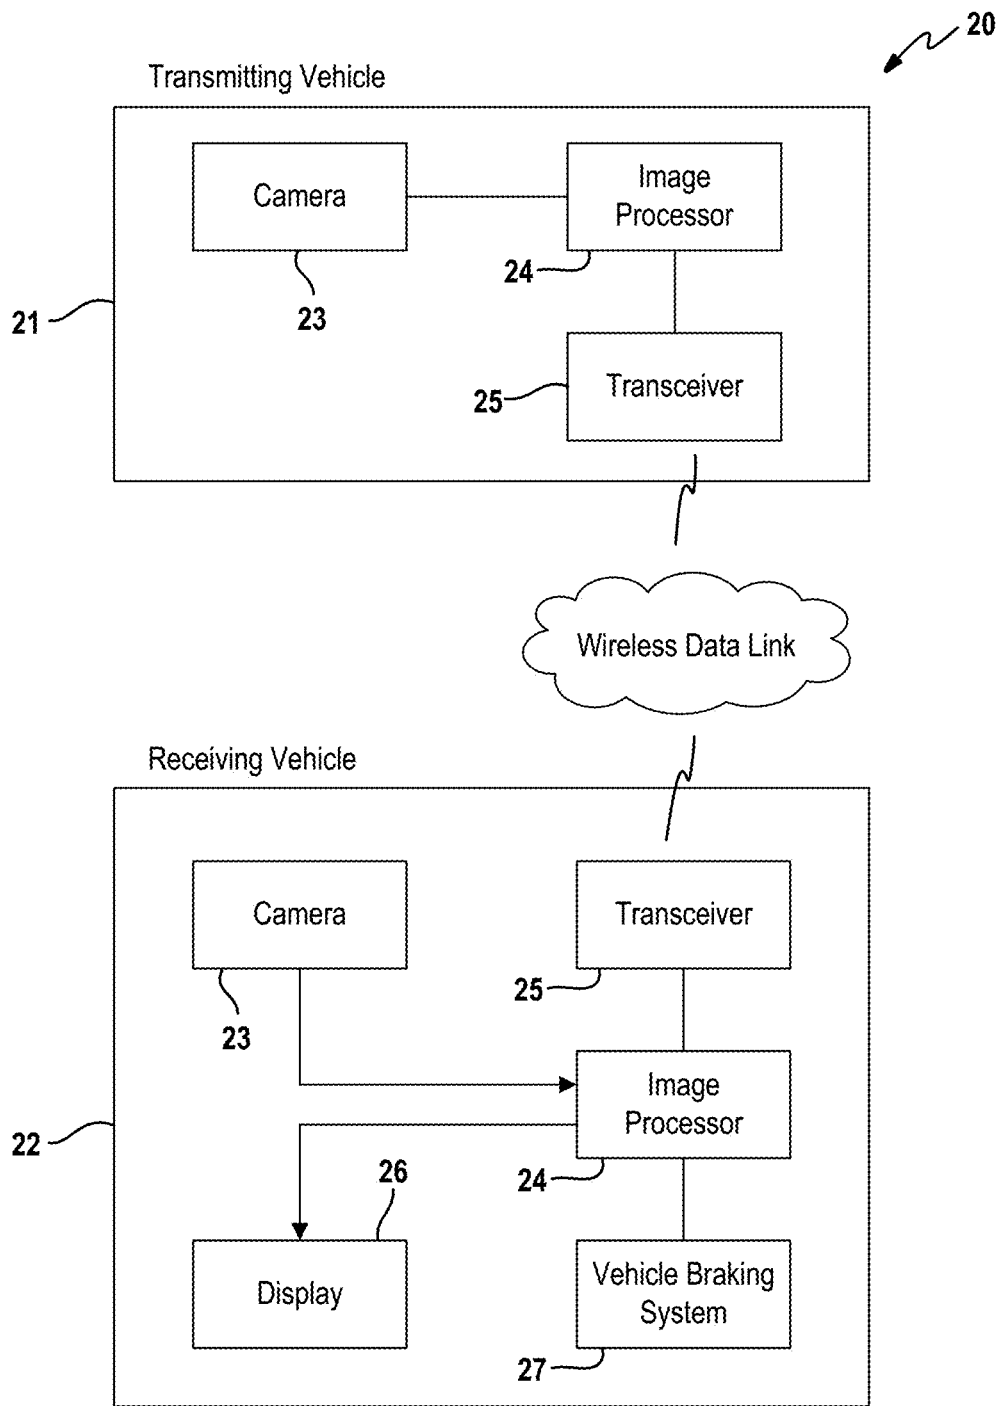 20
Transmitting Vehicle
Camera
Image
Processor
23
24
21
25
Transceiver
Wireless Data Link
Receiving Vehicle
Camera
Transceiver
23
25
Image
Processor
22
24
26
Display
Vehicle Braking
System
27